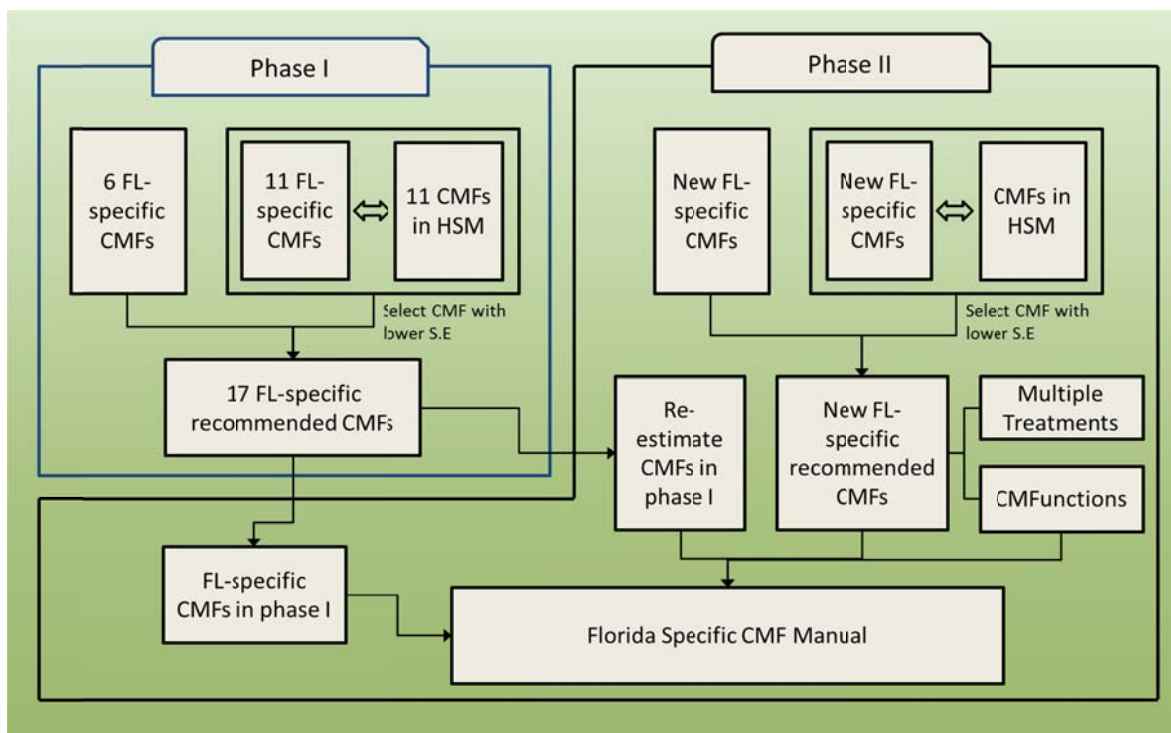 Phase I
6 FL-
specific
CMFs
11 FL-
specific
CMFs
11 CMFs
in HSM
Select CMF with
lower S.E
17 FL-specific
recommended CMFs
Phase II
New FL-
specific
CMFs
New FL-
specific
CMFs
CMFs in
HSM
Select CMF with
lower S.E
Re-
estimate
CMFs in
phase I
New FL-
specific
recommended
CMFs
Multiple
Treatments
CMFunctions
FL-specific
CMFs in phase I
Florida Specific CMF Manual